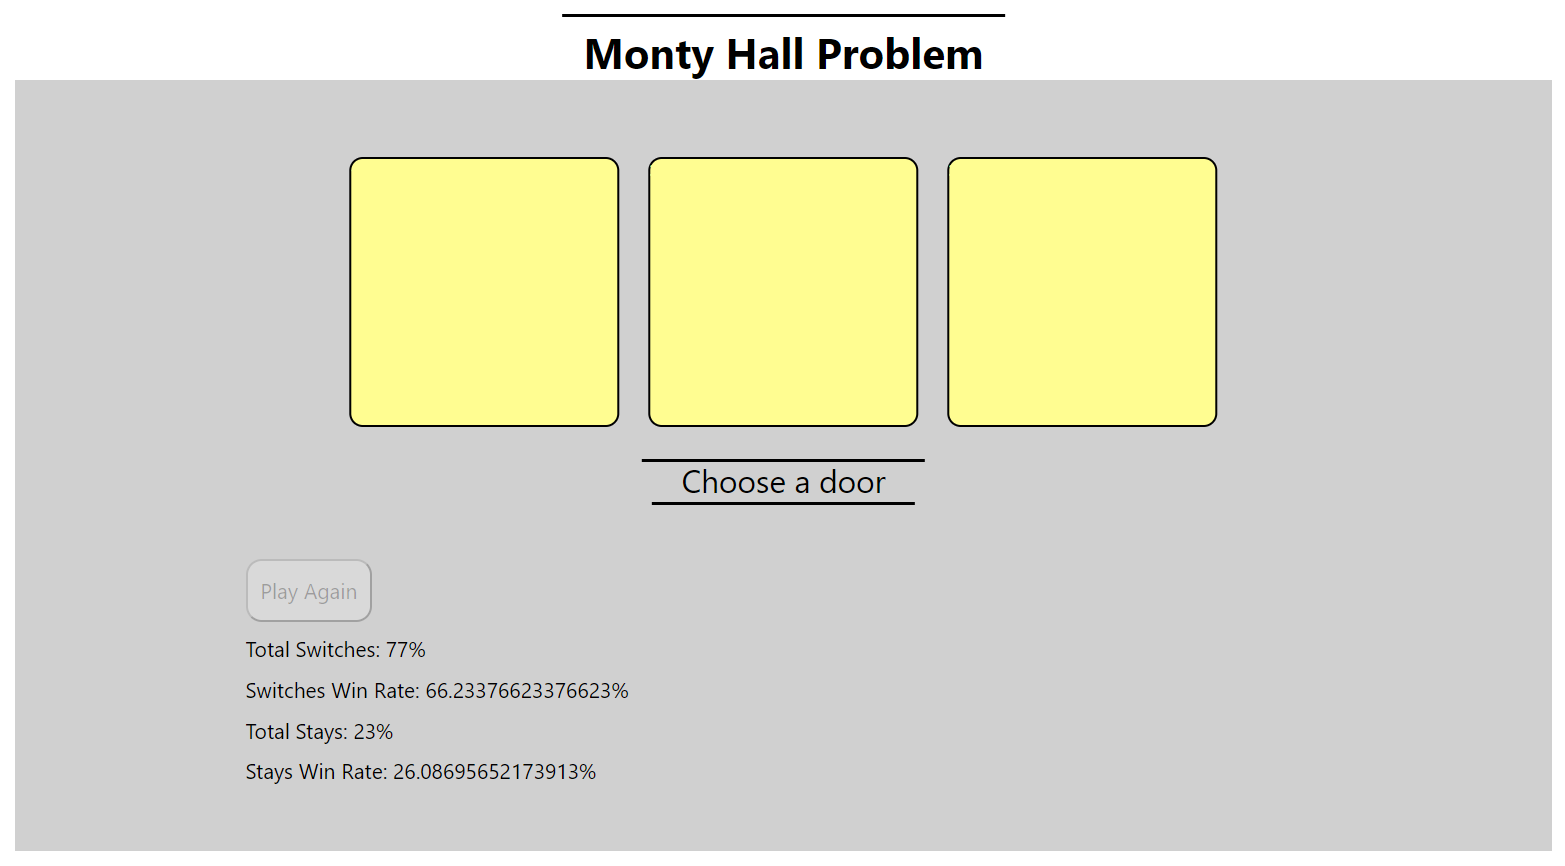 Monty Hall Problem
Choose a door
Play Again
Total Switches: 77%
Switches Win Rate: 66.23376623376623%
Total Stays: 23%
Stays Win Rate: 26.08695652173913%